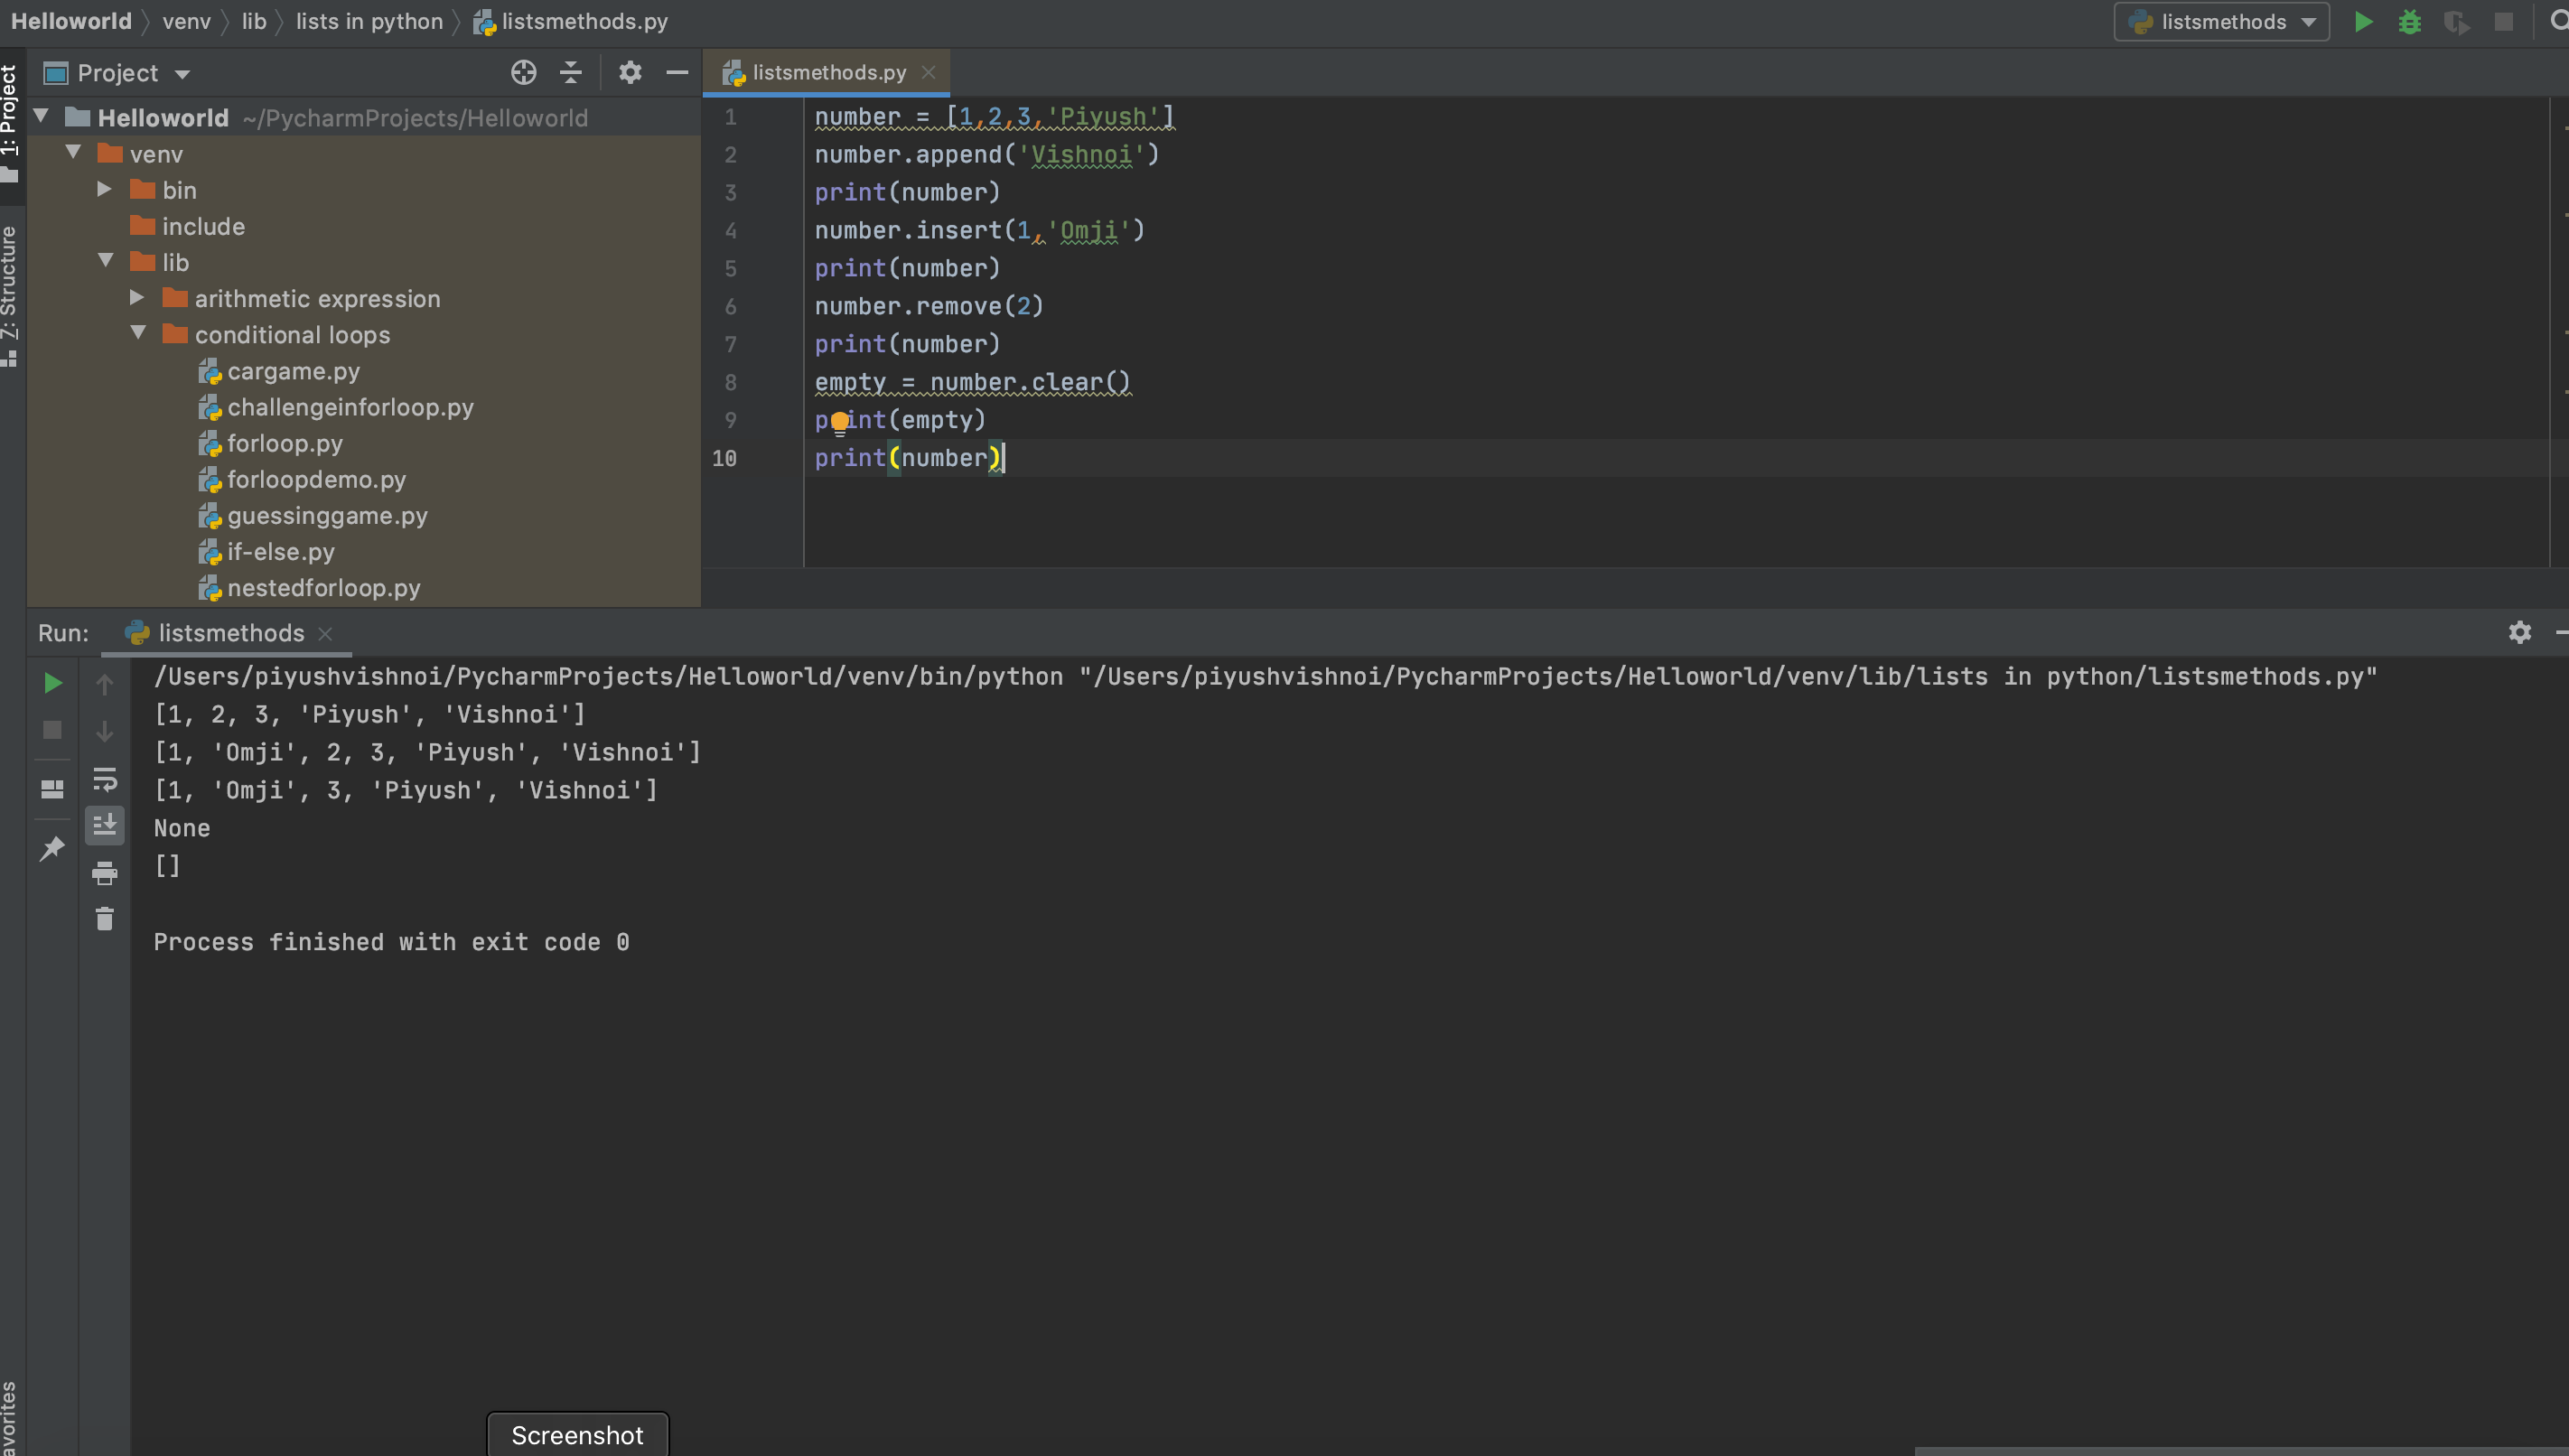 Helloworld venv lib lists in python listsmethods.py listsmethods
Project listsmethods.py
1: Project
7: Structure
Helloworld ~/PycharmProjects/Helloworld
venv
bin
include
lib
arithmetic expression
conditional loops
cargame.py
challengeinforloop.py
forloop.py
forloopdemo.py
guessinggame.py
if-else.py
nestedforloop.py
1 number = [1,2,3,'Piyush']
2 number.append('Vishnoi')
3 print(number)
4 number.insert(1,'Omji')
5 print(number)
6 number.remove(2)
7 print(number)
8 empty = number.clear()
9 print(empty)
10 print(number)
Run: listsmethods
/Users/piyushvishnoi/PycharmProjects/Helloworld/venv/bin/python "/Users/piyushvishnoi/PycharmProjects/Helloworld/venv/lib/lists in python/listsmethods.py"
[1, 2, 3, 'Piyush', 'Vishnoi']
[1, 'Omji', 2, 3, 'Piyush', 'Vishnoi']
[1, 'Omji', 3, 'Piyush', 'Vishnoi']
None
[]
Process finished with exit code 0
avorites
Screenshot